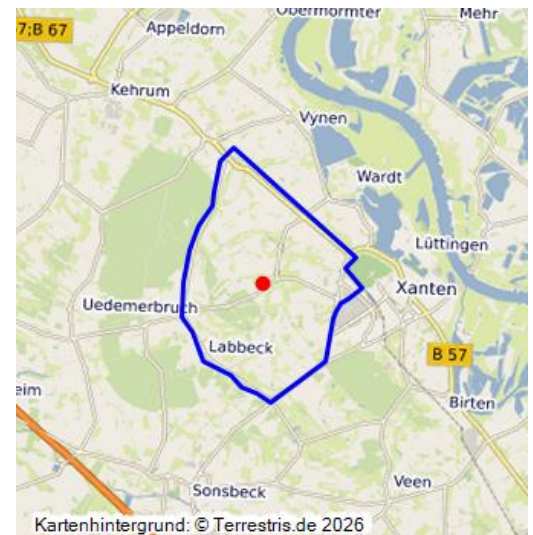 Obermormter
Mehr
7;B 67
Appeldorn
Kehrum
Vynen
Wardt
Lüttingen
Xanten
Uedemerbruch
Labbeck
B 57
eim
Birten
Veen
Sonsbeck
Kartenhintergrund: © Terrestris.de 2026